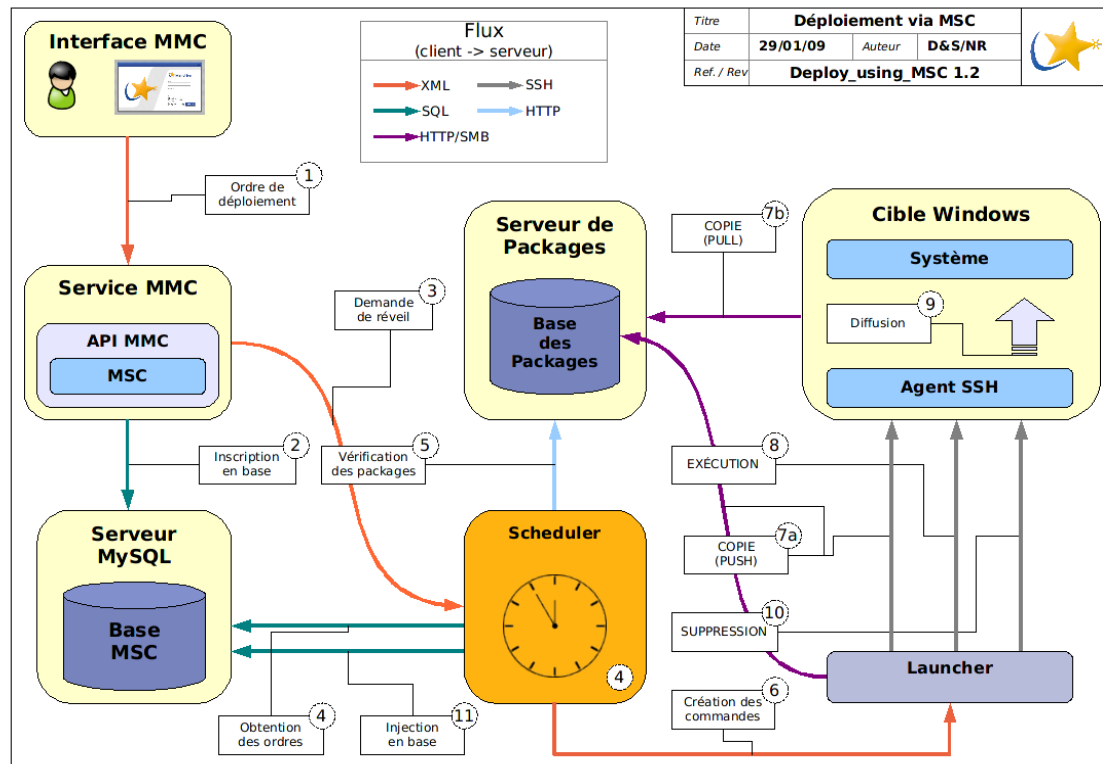 Interface MMC
Flux
(client -> serveur)
XML
SSH
SQL
HTTP
HTTP/SMB
Titre
Déploiement via MSC
Date
29/01/09
Auteur
D&S/NR
Ref. / Rev
Deploy_using_MSC 1.2
Ordre de
déploiement
1
Service MMC
API MMC
MSC
Demande
de réveil
3
Serveur de
Packages
Base
des
Packages
COPIE
(PULL)
7b
Cible Windows
Système
Diffusion
9
Agent SSH
Inscription
en base
2
Vérification
des packages
5
EXÉCUTION
8
Serveur
MySQL
Base
MSC
Scheduler
4
COPIE
(PUSH)
7a
SUPPRESSION
10
Launcher
Obtention
des ordres
4
Injection
en base
11
Création des
commandes
6